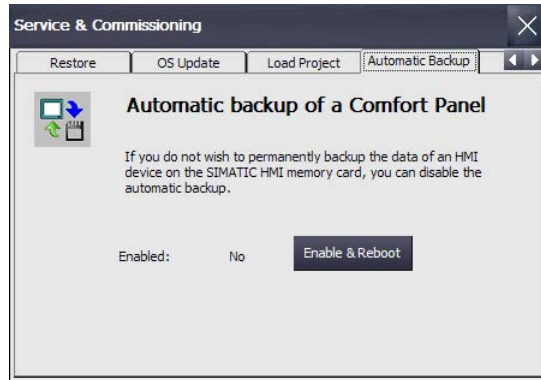 Service & Commissioning
Restore
OS Update
Load Project
Automatic Backup
Automatic backup of a Comfort Panel
If you do not wish to permanently backup the data of an HMI
device on the SIMATIC HMI memory card, you can disable the
automatic backup.
Enabled: No Enable & Reboot